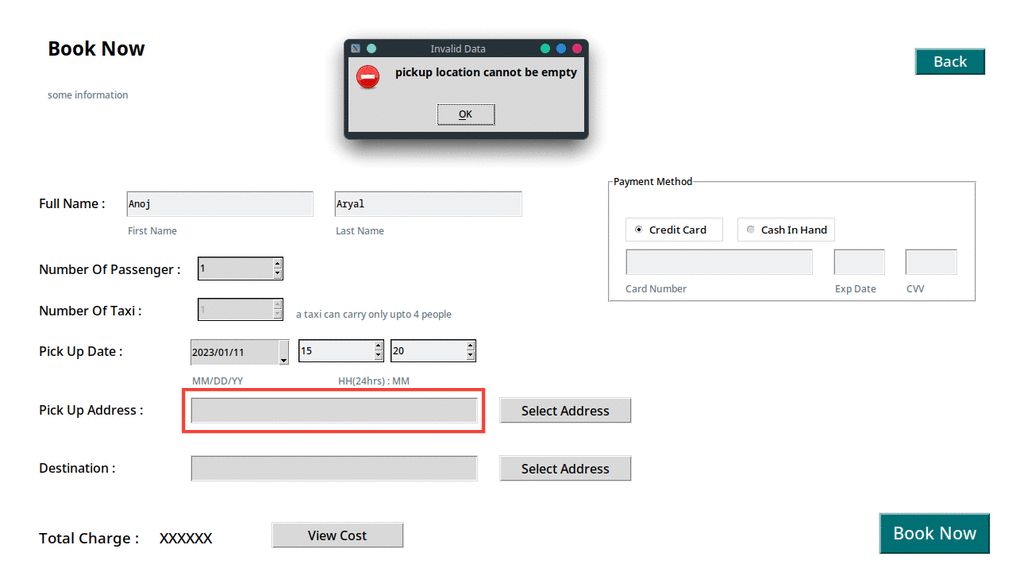 Invalid Data
pickup location cannot be empty
OK
Book Now
Back
some information
Payment Method
Full Name : Anoj Aryal
First Name Last Name
Credit Card Cash In Hand
Card Number Exp Date CVV
Number Of Passenger : 1
Number Of Taxi : 1 a taxi can carry only upto 4 people
Pick Up Date : 2023/01/11 15 20
MM/DD/YY HH(24hrs) : MM
Pick Up Address : Select Address
Destination : Select Address
Total Charge : XXXXXX View Cost
Book Now